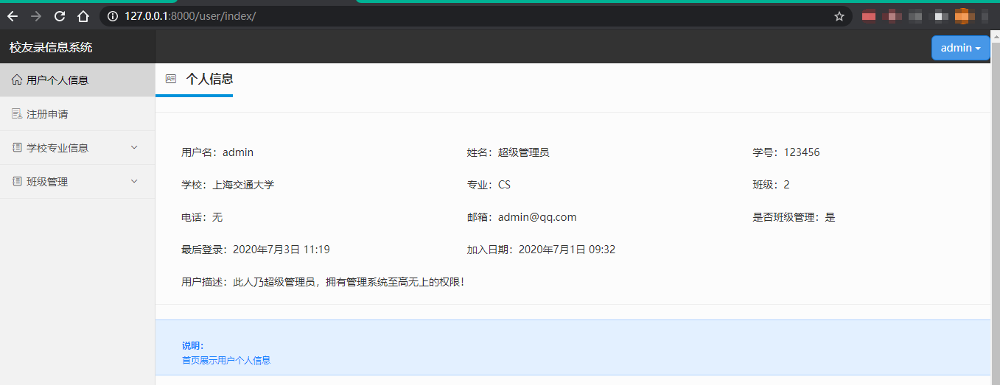 127.0.0.1:8000/user/index/
校友录信息系统
admin
用户个人信息
个人信息
注册申请
学校专业信息
班级管理
用户名：admin 姓名：超级管理员 学号：123456
学校：上海交通大学 专业：CS 班级：2
电话：无 邮箱：admin@qq.com 是否班级管理：是
最后登录：2020年7月3日 11:19 加入日期：2020年7月1日 09:32
用户描述：此人乃超级管理员，拥有管理系统至高无上的权限！
说明：
首页展示用户个人信息